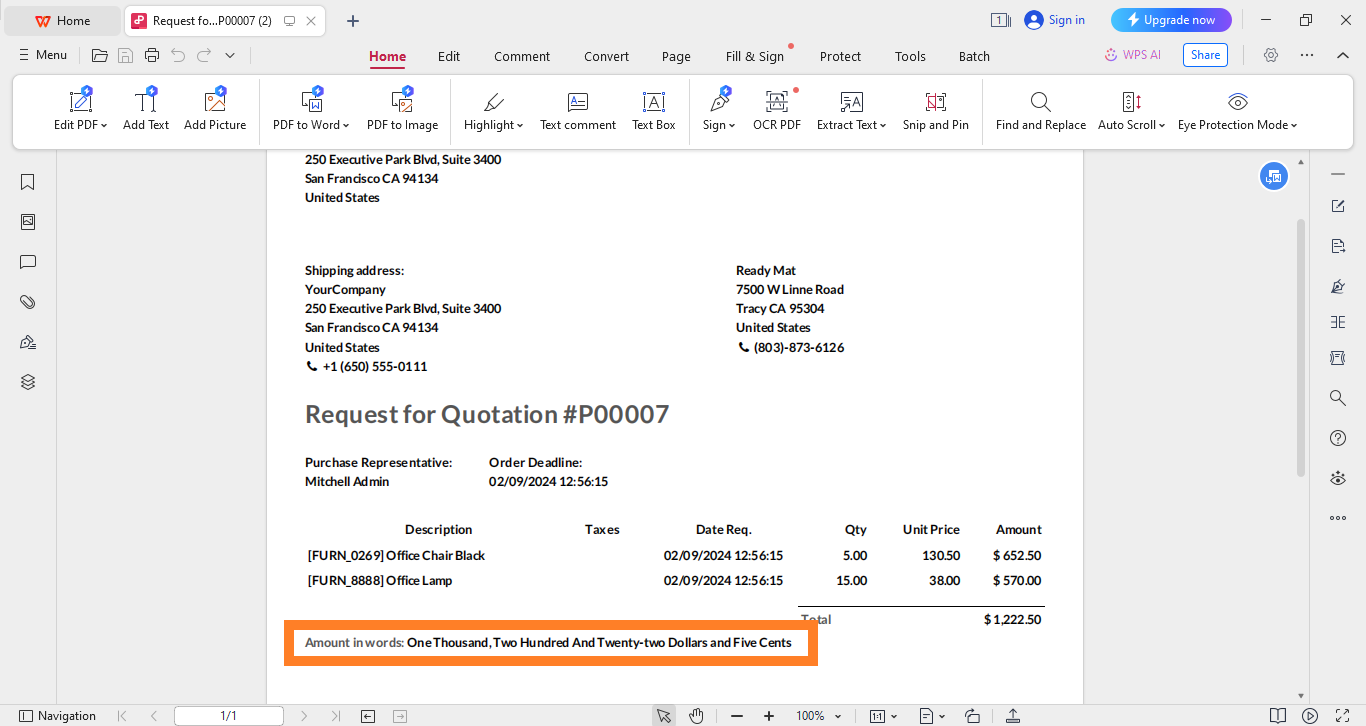 Home
Request fo...P00007 (2)
1
Sign in
Upgrade now
Menu
Home
Edit
Comment
Convert
Page
Fill & Sign
Protect
Tools
Batch
WPS AI
Share
Edit PDF
Add Text
Add Picture
PDF to Word
PDF to Image
Highlight
Text comment
Text Box
Sign
OCR PDF
Extract Text
Snip and Pin
Find and Replace
Auto Scroll
Eye Protection Mode
250 Executive Park Blvd, Suite 3400
San Francisco CA 94134
United States
Shipping address:
YourCompany
250 Executive Park Blvd, Suite 3400
San Francisco CA 94134
United States
+1 (650) 555-0111
Ready Mat
7500 W Linne Road
Tracy CA 95304
United States
(803)-873-6126
Request for Quotation #P00007
Purchase Representative: Order Deadline:
Mitchell Admin 02/09/2024 12:56:15
Description Taxes Date Req. Qty Unit Price Amount
[FURN_0269] Office Chair Black 02/09/2024 12:56:15 5.00 130.50 $ 652.50
[FURN_8888] Office Lamp 02/09/2024 12:56:15 15.00 38.00 $ 570.00
Total $ 1,222.50
Amount in words: One Thousand, Two Hundred And Twenty-two Dollars and Five Cents
Navigation
1/1
100%